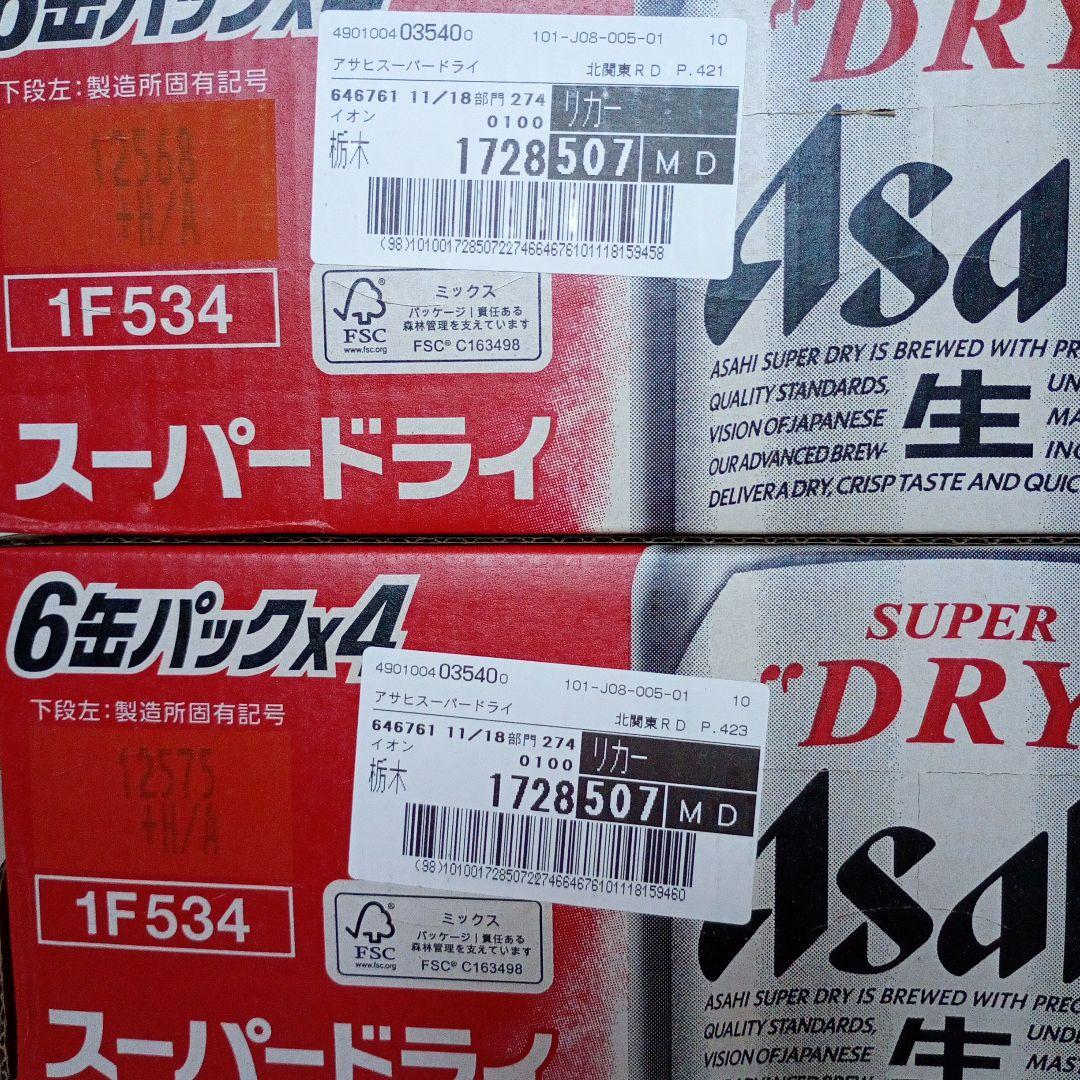 6缶パックx4
下段左：製造所固有記号
12568
+H/A
1F534
4901004 03540 0 101-J08-005-01 10
アサヒスーパードライ 北関東RD P.421
646761 11/18 部門 274 リカー
イオン 0100
栃木 1728 507 MD
(98)10100172850722746646761011181594​58
FSC
www.fsc.org
ミックス
パッケージ｜責任ある
森林管理を支えています
FSC® C163498
スーパードライ
"DRY
Asa
ASAHI SUPER DRY IS BREWED WITH
QUALITY STANDARDS,
VISION OF JAPANESE
OUR ADVANCED BREW-
DELIVER A DRY, CRISP TASTE AND
生
6缶パックx4
下段左：製造所固有記号
12575
+H/A
1F534
4901004 03540 0 101-J08-005-01 10
アサヒスーパードライ 北関東RD P.423
646761 11/18 部門 274 リカー
イオン 0100
栃木 1728 507 MD
(98)1010017285072274664676101118159460
FSC
www.fsc.org
ミックス
パッケージ｜責任ある
森林管理を支えています
FSC® C163498
スーパードライ
SUPER
"DRY
Asa
ASAHI SUPER DRY IS BREWED WITH
QUALITY STANDARDS,
VISION OF JAPANESE
生